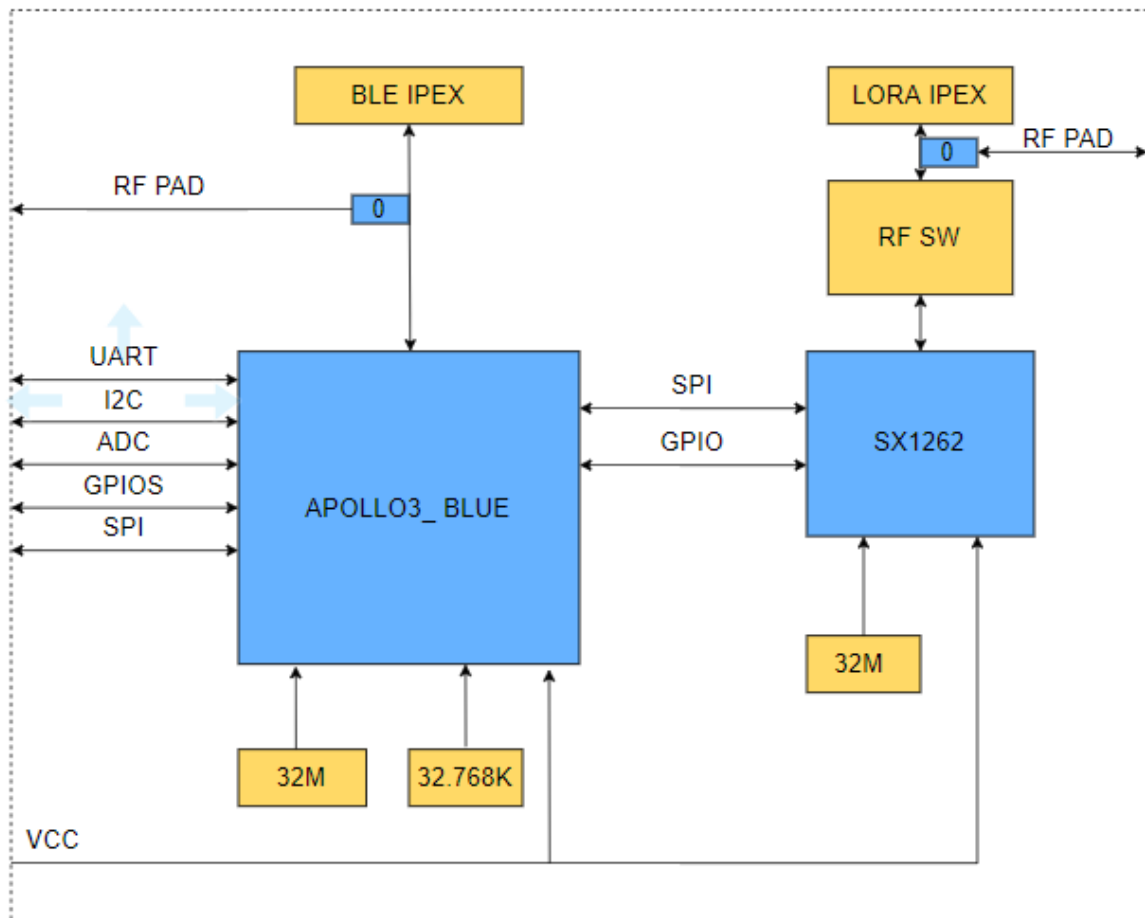 BLE IPEX
LORA IPEX
0
RF PAD
RF PAD
0
RF SW
UART
I2C
ADC
GPIOS
SPI
SPI
GPIO
APOLLO3_ BLUE
SX1262
32M
32M
32.768K
VCC